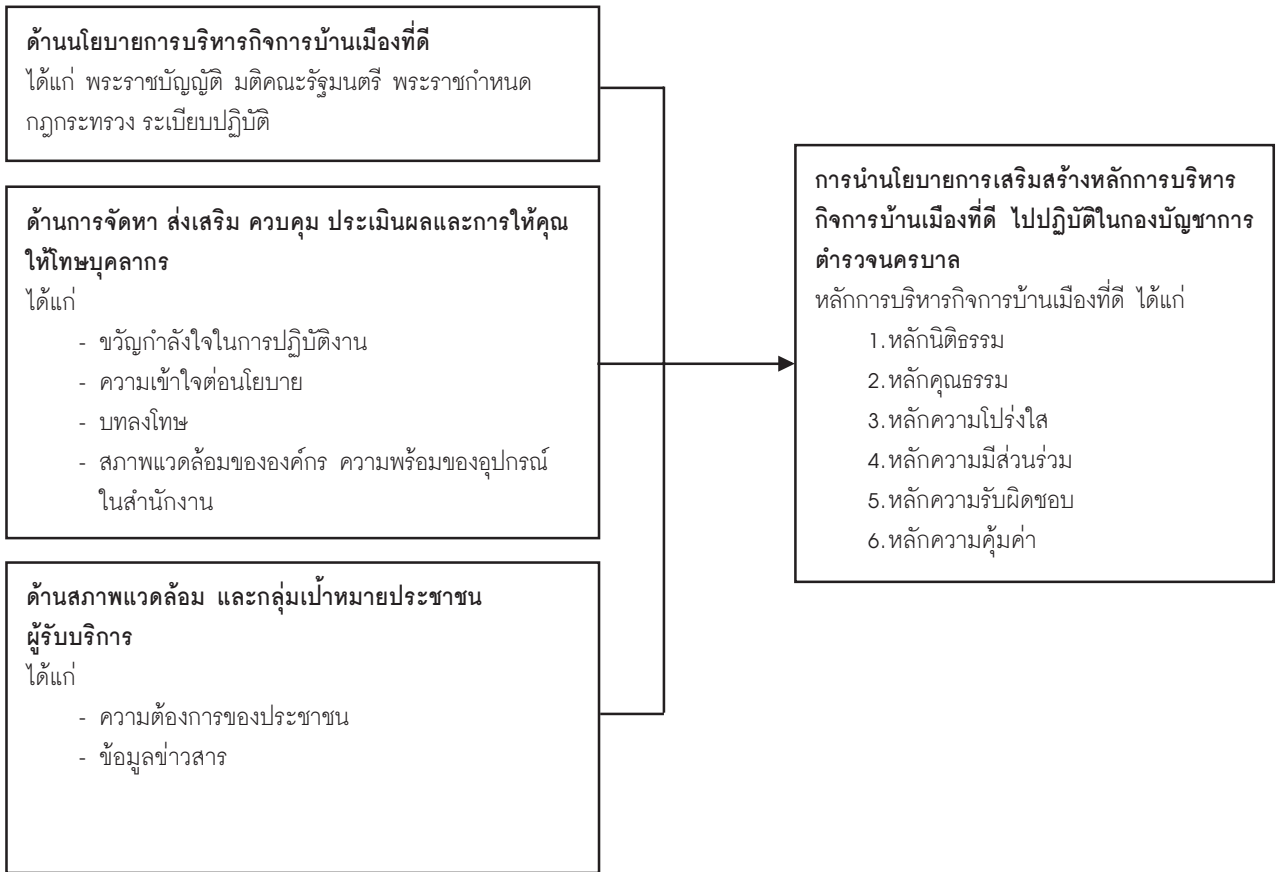 ด้านนโยบายการบริหารกิจการบ้านเมืองที่ดี
ได้แก่ พระราชบัญญัติ มติคณะรัฐมนตรี พระราชกำหนด
กฎกระทรวง ระเบียบปฏิบัติ
ด้านการจัดหา ส่งเสริม ควบคุม ประเมินผลและการให้คุณ
ให้โทษบุคลากร
ได้แก่
- ขวัญกำลังใจในการปฏิบัติงาน
- ความเข้าใจต่อนโยบาย
- บทลงโทษ
- สภาพแวดล้อมขององค์กร ความพร้อมของอุปกรณ์
ในสำนักงาน
ด้านสภาพแวดล้อม และกลุ่มเป้าหมายประชาชน
ผู้รับบริการ
ได้แก่
- ความต้องการของประชาชน
- ข้อมูลข่าวสาร
การนำนโยบายการเสริมสร้างหลักการบริหาร
กิจการบ้านเมืองที่ดี ไปปฏิบัติในกองบัญชาการ
ตำรวจนครบาล
หลักการบริหารกิจการบ้านเมืองที่ดี ได้แก่
1.หลักนิติธรรม
2.หลักคุณธรรม
3.หลักความโปร่งใส
4.หลักความมีส่วนร่วม
5.หลักความรับผิดชอบ
6.หลักความคุ้มค่า